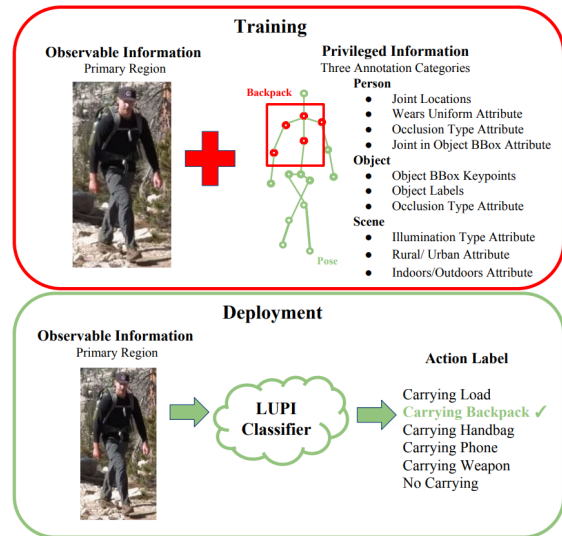 Training
Observable Information
Primary Region
Privileged Information
Three Annotation Categories
Backpack
Pose
Person
● Joint Locations
● Wears Uniform Attribute
● Occlusion Type Attribute
● Joint in Object BBox Attribute
Object
● Object BBox Keypoints
● Object Labels
● Occlusion Type Attribute
Scene
● Illumination Type Attribute
● Rural/ Urban Attribute
● Indoors/Outdoors Attribute
Deployment
Observable Information
Primary Region
LUPI
Classifier
Action Label
Carrying Load
Carrying Backpack ✓
Carrying Handbag
Carrying Phone
Carrying Weapon
No Carrying